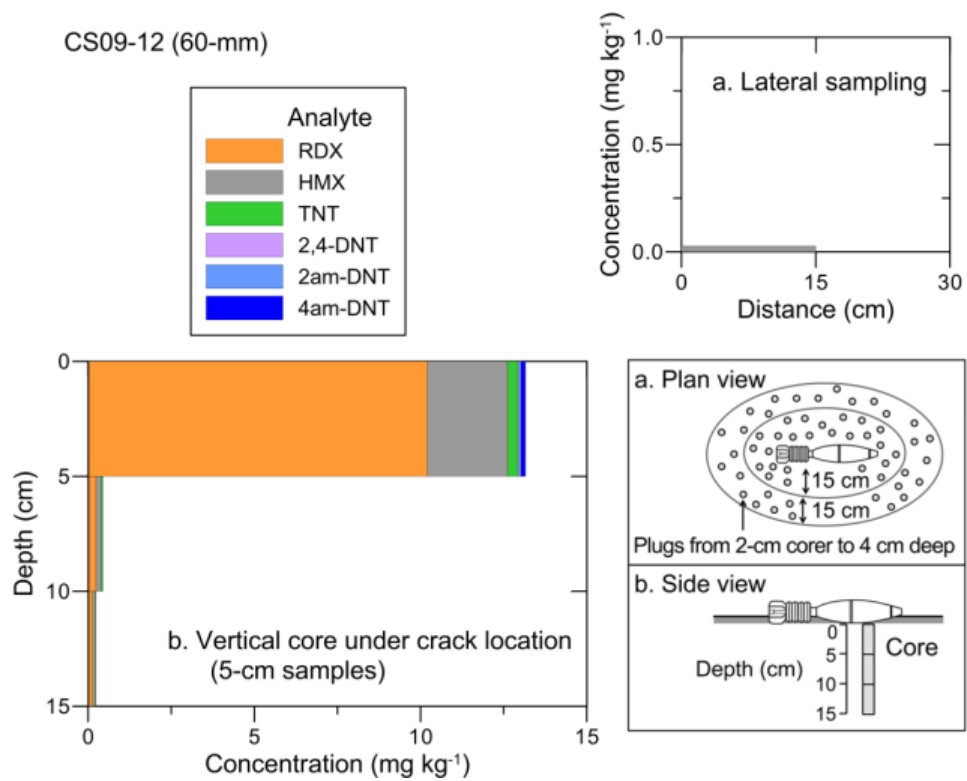 CS09-12 (60-mm)
Analyte
RDX
HMX
TNT
2,4-DNT
2am-DNT
4am-DNT
Concentration (mg kg⁻¹)
1.0
0.5
0.0
a. Lateral sampling
0
15
30
Distance (cm)
Depth (cm)
0
5
10
15
b. Vertical core under crack location
(5-cm samples)
0
5
10
15
Concentration (mg kg⁻¹)
a. Plan view
15 cm
15 cm
Plugs from 2-cm corer to 4 cm deep
b. Side view
Depth (cm)
0
5
10
15
Core